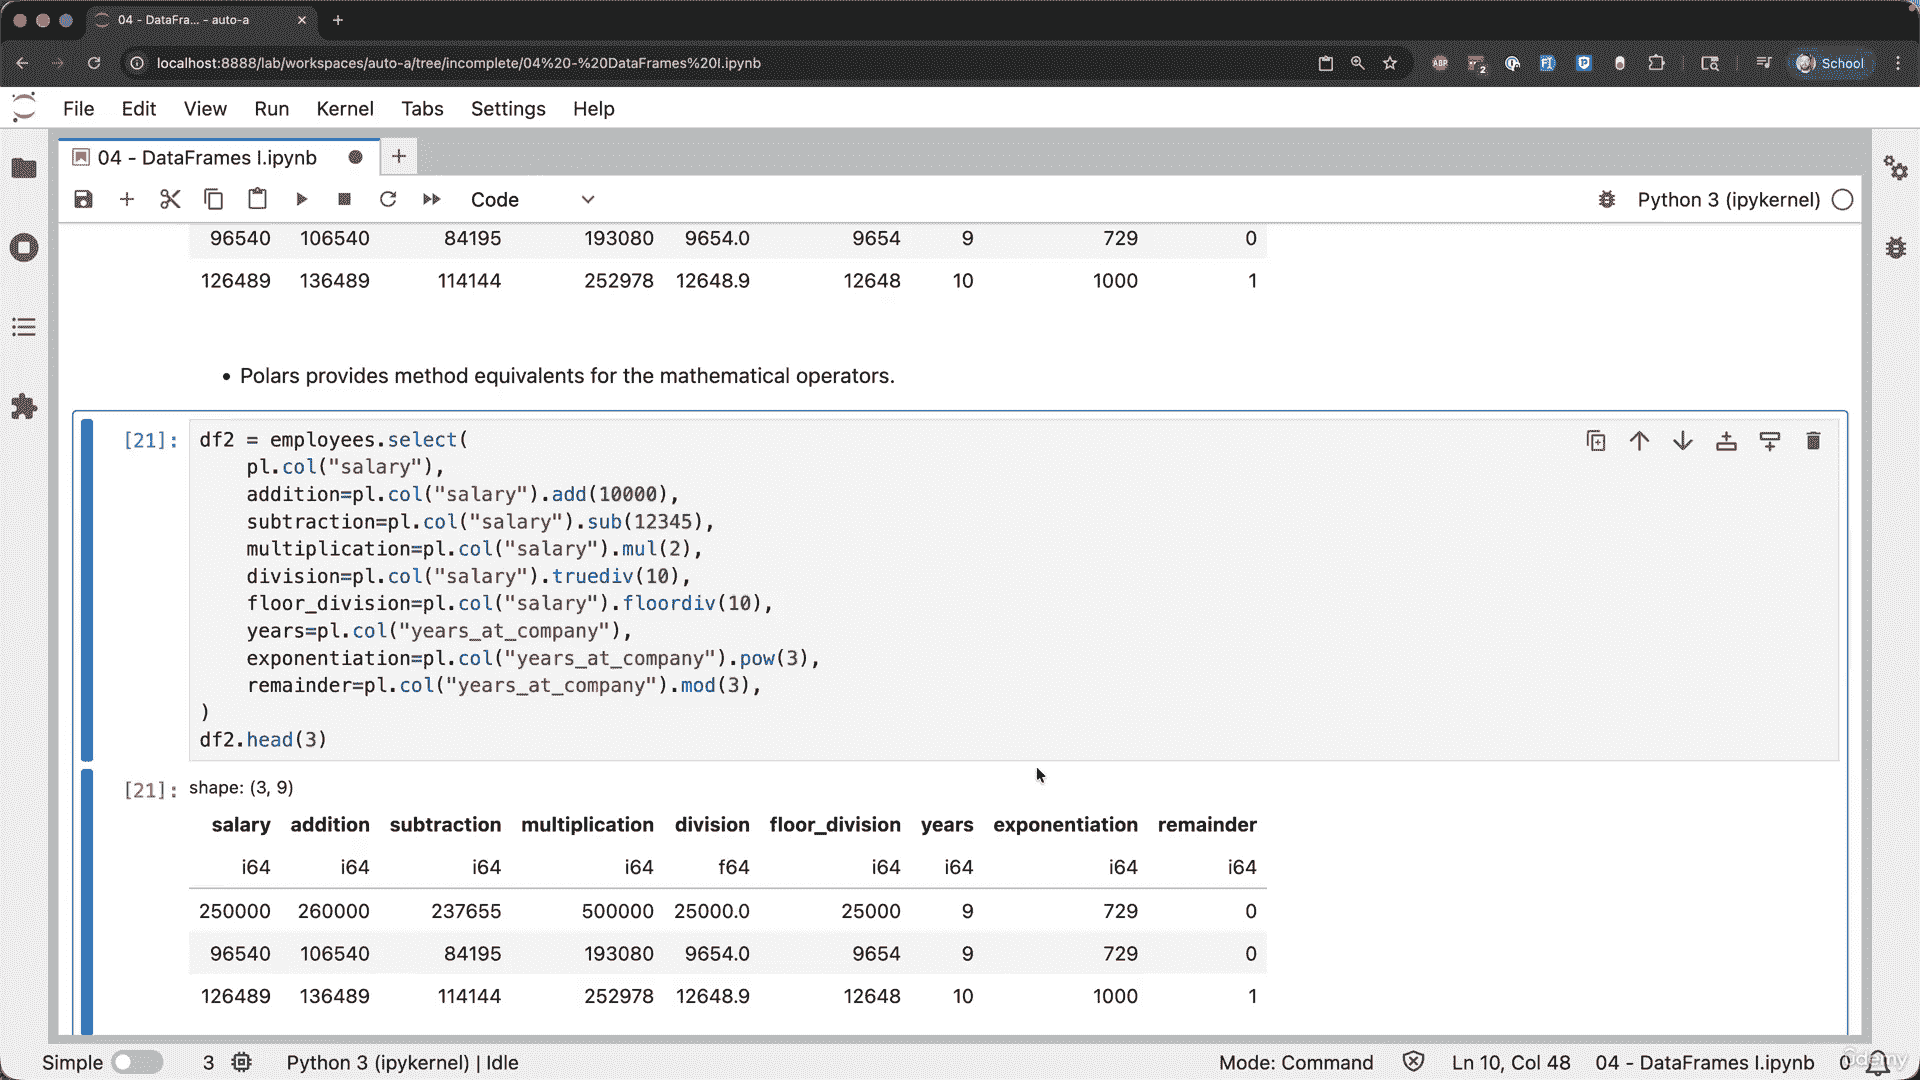 04 - DataFra... - auto-a
localhost:8888/lab/workspaces/auto-a/tree/incomplete/04%20-%20DataFrames%20I.ipynb
ABP
2
School
File Edit View Run Kernel Tabs Settings Help
04 - DataFrames I.ipynb
Code
Python 3 (ipykernel)
96540 106540 84195 193080 9654.0 9654 9 729 0
126489 136489 114144 252978 12648.9 12648 10 1000 1
• Polars provides method equivalents for the mathematical operators.
[21]: df2 = employees.select(
pl.col("salary"),
addition=pl.col("salary").add(10000),
subtraction=pl.col("salary").sub(12345),
multiplication=pl.col("salary").mul(2),
division=pl.col("salary").truediv(10),
floor_division=pl.col("salary").floordiv(10),
years=pl.col("years_at_company"),
exponentiation=pl.col("years_at_company").pow(3),
remainder=pl.col("years_at_company").mod(3),
)
df2.head(3)
[21]: shape: (3, 9)
salary addition subtraction multiplication division floor_division years exponentiation remainder
i64 i64 i64 i64 f64 i64 i64 i64 i64
250000 260000 237655 500000 25000.0 25000 9 729 0
96540 106540 84195 193080 9654.0 9654 9 729 0
126489 136489 114144 252978 12648.9 12648 10 1000 1
Simple 3 Python 3 (ipykernel) | Idle Mode: Command Ln 10, Col 48 04 - DataFrames I.ipynb 0
Udemy